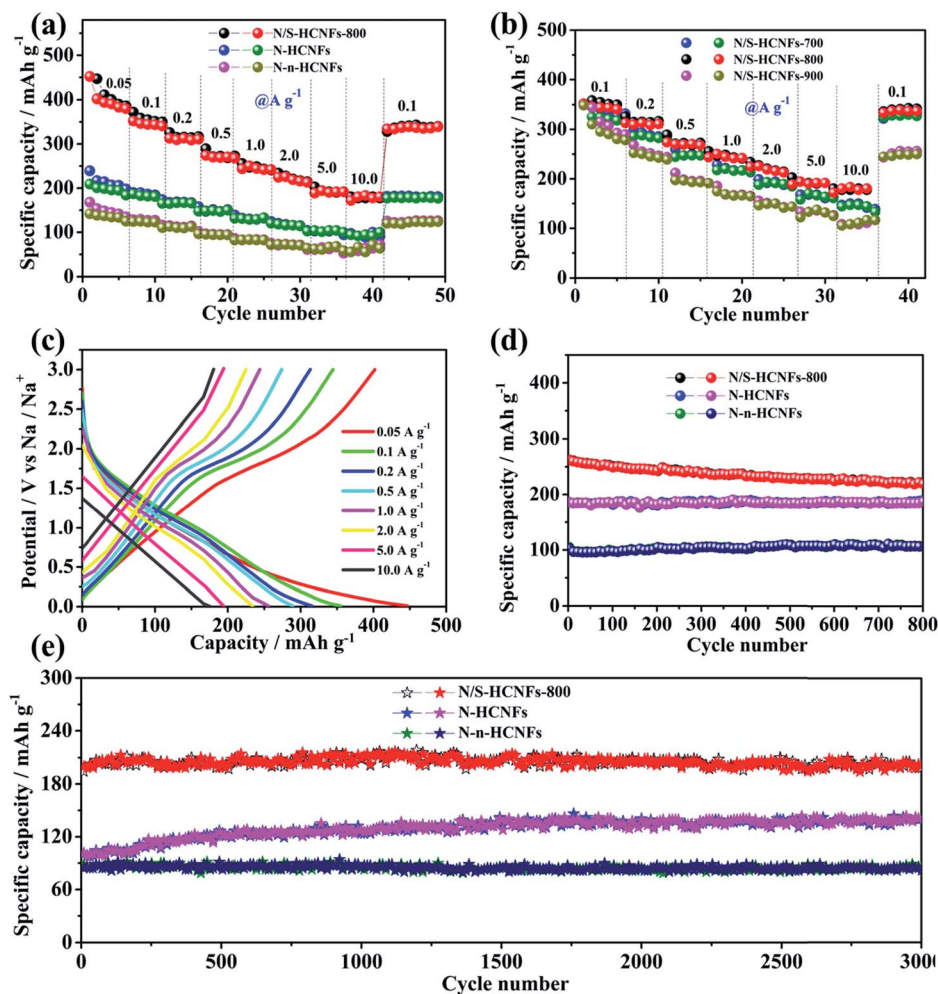 (a)
N/S-HCNFs-800
N-HCNFs
N-n-HCNFs
0.05
0.1
0.2
0.5
1.0
2.0
5.0
10.0
0.1
@A g⁻¹
500
400
300
200
100
0
0 10 20 30 40 50
Specific capacity / mAh g⁻¹
Cycle number
(b)
N/S-HCNFs-700
N/S-HCNFs-800
N/S-HCNFs-900
0.1
0.2
0.5
1.0
2.0
5.0
10.0
0.1
@A g⁻¹
500
400
300
200
100
0
0 10 20 30 40
Specific capacity / mAh g⁻¹
Cycle number
(c)
0.05 A g⁻¹
0.1 A g⁻¹
0.2 A g⁻¹
0.5 A g⁻¹
1.0 A g⁻¹
2.0 A g⁻¹
5.0 A g⁻¹
10.0 A g⁻¹
3.0
2.5
2.0
1.5
1.0
0.5
0.0
0 100 200 300 400 500
Potential / V vs Na / Na⁺
Capacity / mAh g⁻¹
(d)
N/S-HCNFs-800
N-HCNFs
N-n-HCNFs
400
300
200
100
0
0 100 200 300 400 500 600 700 800
Specific capacity / mAh g⁻¹
Cycle number
(e)
N/S-HCNFs-800
N-HCNFs
N-n-HCNFs
300
240
180
120
60
0
0 500 1000 1500 2000 2500 3000
Specific capacity / mAh g⁻¹
Cycle number